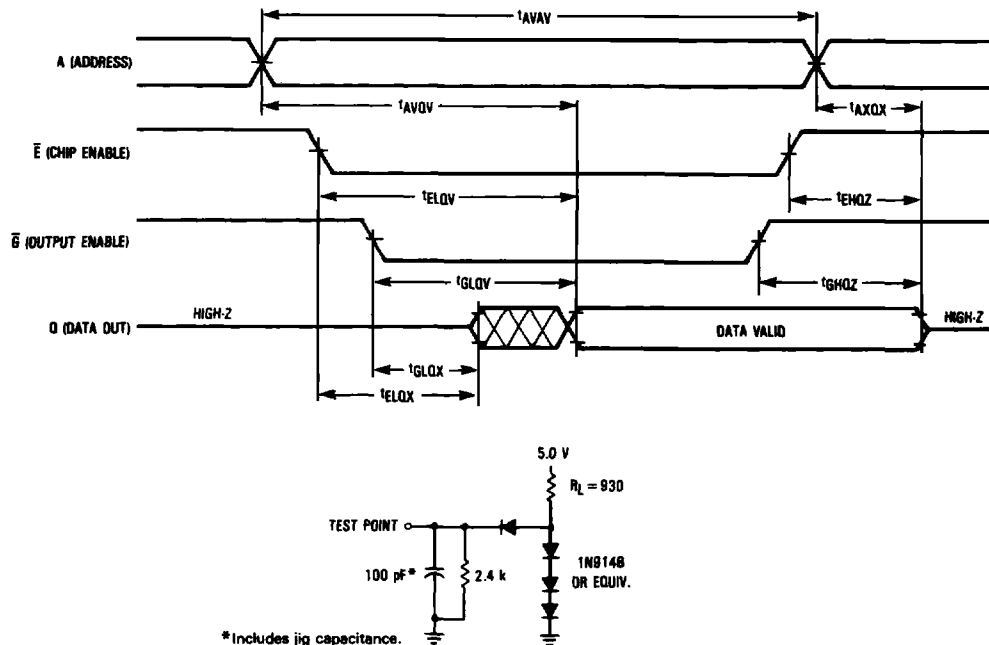 tAVAV
A (ADDRESS)
tAVQV
tAXQX
E̅ (CHIP ENABLE)
tELQV
tEHQZ
G̅ (OUTPUT ENABLE)
tGLQV
tGHQZ
Q (DATA OUT)
HIGH-Z
DATA VALID
HIGH-Z
tGLQX
tELQX
5.0 V
RL = 930
TEST POINT
100 pF*
2.4 k
1N914B
OR EQUIV.
*Includes jig capacitance.